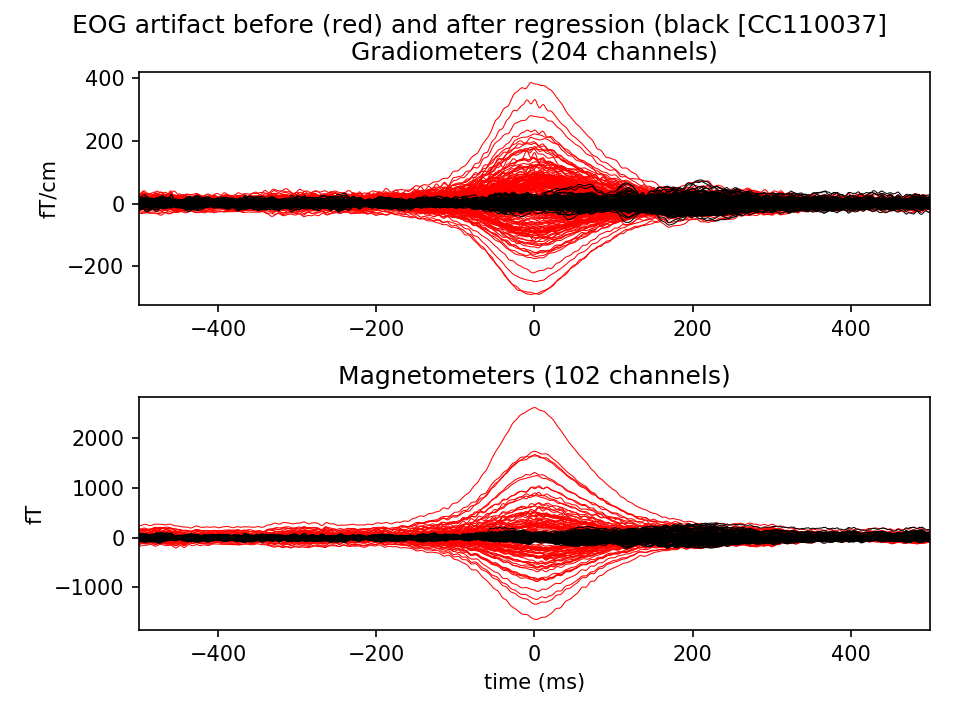 EOG artifact before (red) and after regression (black [CC110037]
Gradiometers (204 channels)
400
200
0
−200
fT/cm
−400 −200 0 200 400
Magnetometers (102 channels)
2000
1000
0
−1000
fT
−400 −200 0 200 400
time (ms)